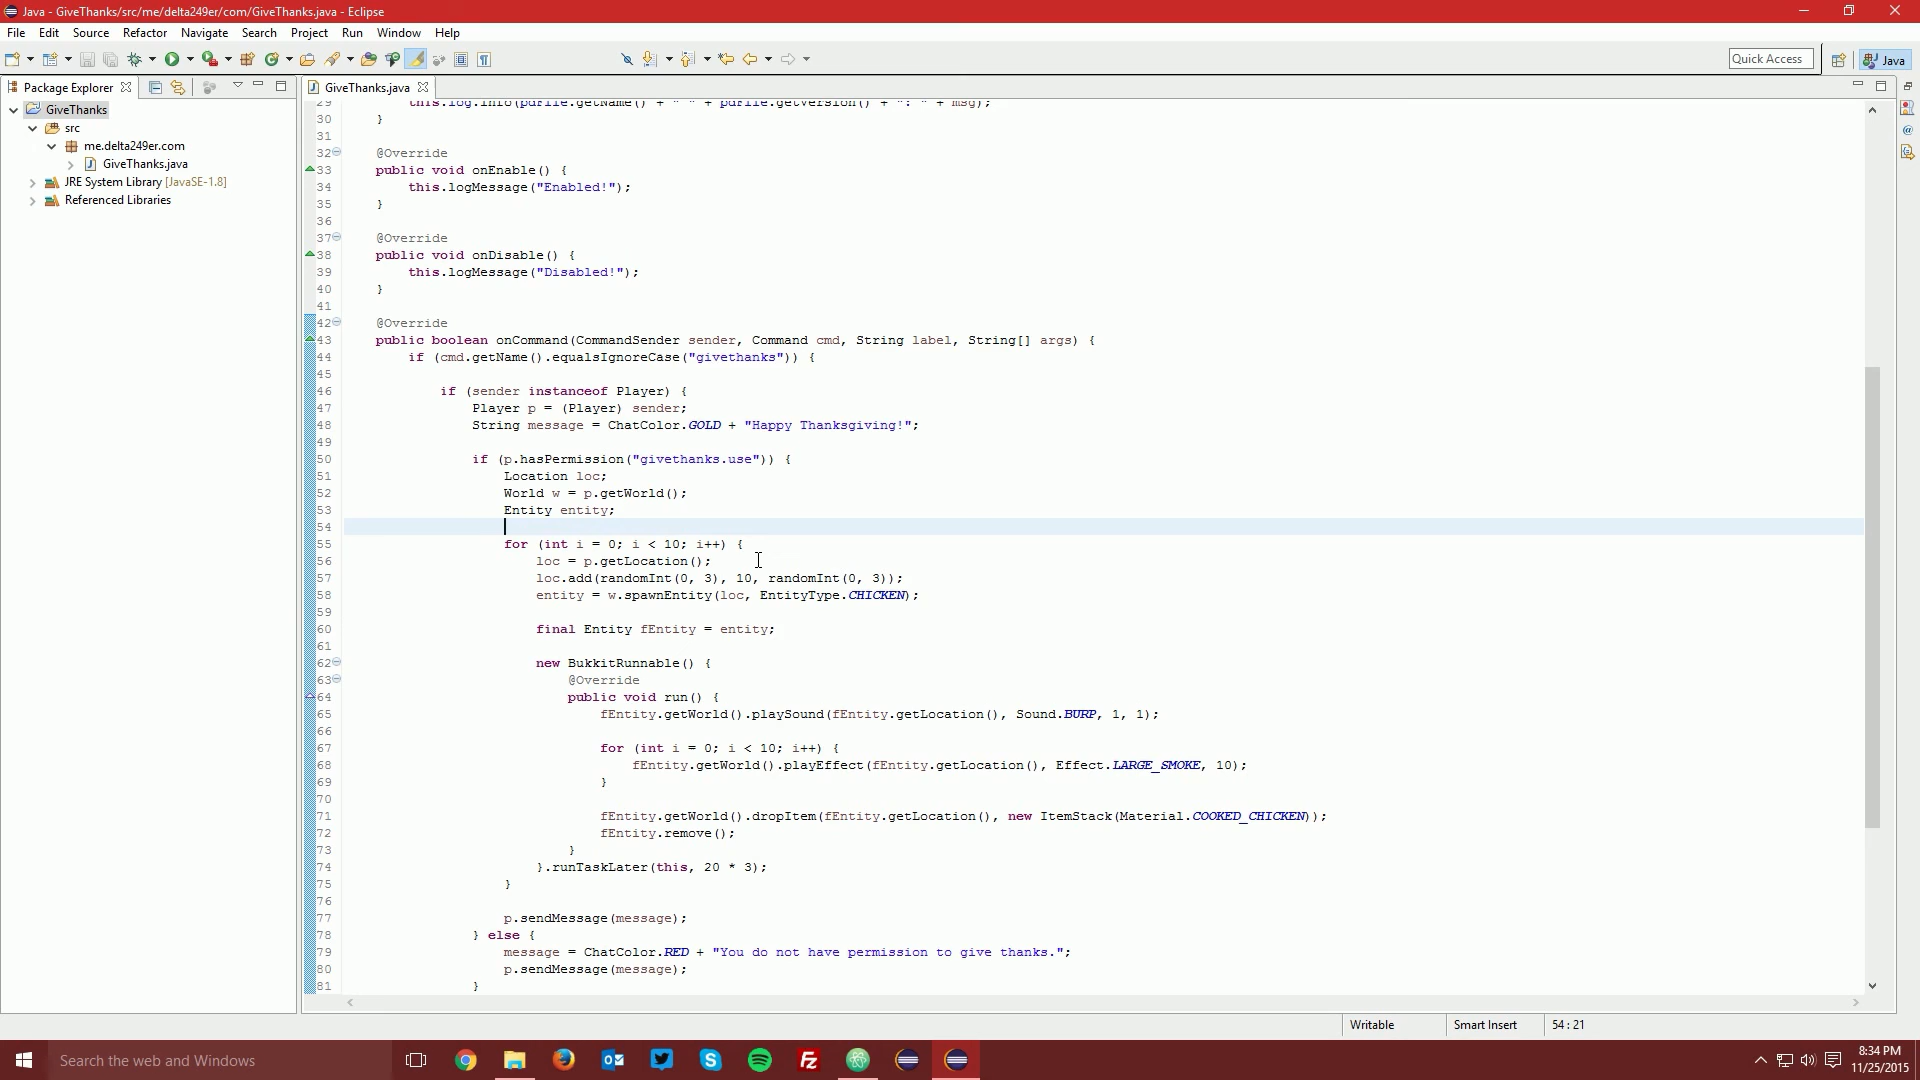 Java - GiveThanks/src/me/delta249er/com/GiveThanks.java - Eclipse
File Edit Source Refactor Navigate Search Project Run Window Help
Quick Access
Java
Package Explorer
GiveThanks
src
me.delta249er.com
GiveThanks.java
JRE System Library [JavaSE-1.8]
Referenced Libraries
GiveThanks.java
29 this.log.info(pdFile.getName() + " " + pdFile.getVersion() + ": " + msg);
30 }
31
32 @Override
33 public void onEnable() {
34 this.logMessage("Enabled!");
35 }
36
37 @Override
38 public void onDisable() {
39 this.logMessage("Disabled!");
40 }
41
42 @Override
43 public boolean onCommand(CommandSender sender, Command cmd, String label, String[] args) {
44 if (cmd.getName().equalsIgnoreCase("givethanks")) {
45
46 if (sender instanceof Player) {
47 Player p = (Player) sender;
48 String message = ChatColor.GOLD + "Happy Thanksgiving!";
49
50 if (p.hasPermission("givethanks.use")) {
51 Location loc;
52 World w = p.getWorld();
53 Entity entity;
54
55 for (int i = 0; i < 10; i++) {
56 loc = p.getLocation();
57 loc.add(randomInt(0, 3), 10, randomInt(0, 3));
58 entity = w.spawnEntity(loc, EntityType.CHICKEN);
59
60 final Entity fEntity = entity;
61
62 new BukkitRunnable() {
63 @Override
64 public void run() {
65 fEntity.getWorld().playSound(fEntity.getLocation(), Sound.BURP, 1, 1);
66
67 for (int i = 0; i < 10; i++) {
68 fEntity.getWorld().playEffect(fEntity.getLocation(), Effect.LARGE_SMOKE, 10);
69 }
70
71 fEntity.getWorld().dropItem(fEntity.getLocation(), new ItemStack(Material.COOKED_CHICKEN));
72 fEntity.remove();
73 }
74 }.runTaskLater(this, 20 * 3);
75 }
76
77 p.sendMessage(message);
78 } else {
79 message = ChatColor.RED + "You do not have permission to give thanks.";
80 p.sendMessage(message);
81 }
Writable Smart Insert 54 : 21
Search the web and Windows
8:34 PM
11/25/2015